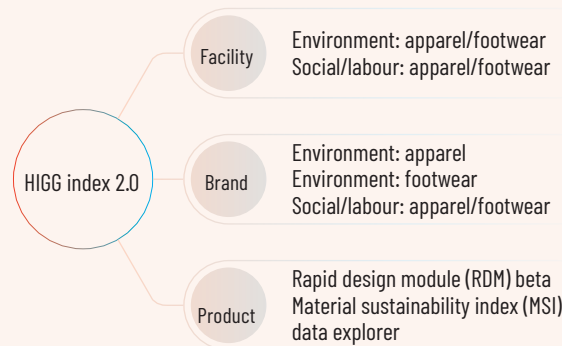 HIGG index 2.0
Facility
Environment: apparel/footwear
Social/labour: apparel/footwear
Brand
Environment: apparel
Environment: footwear
Social/labour: apparel/footwear
Product
Rapid design module (RDM) beta
Material sustainability index (MSI)
data explorer